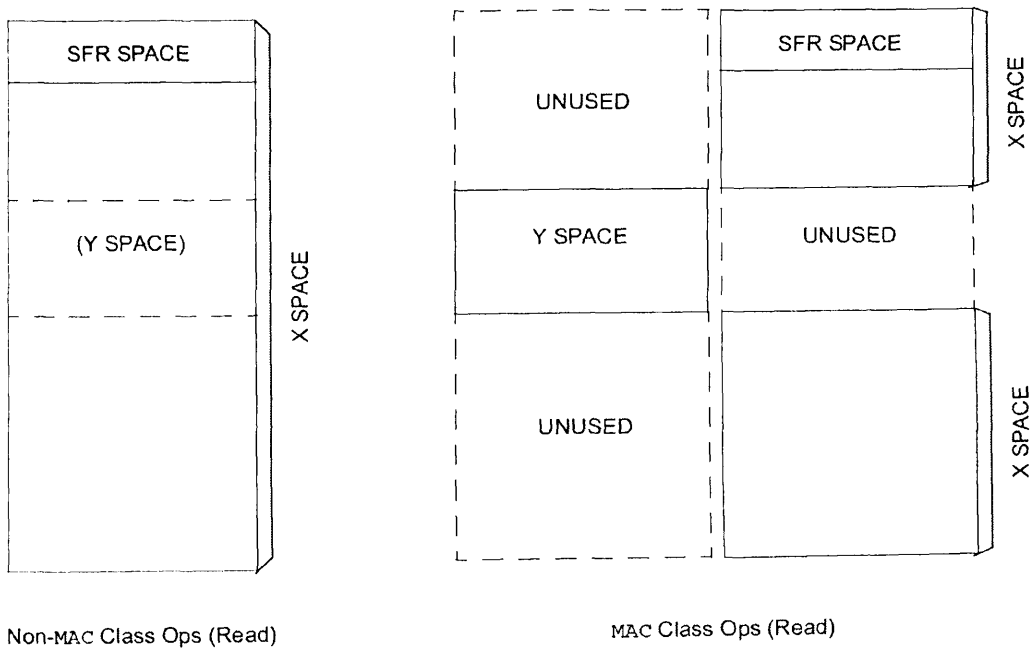 SFR SPACE
(Y SPACE)
X SPACE
Non-MAC Class Ops (Read)
UNUSED
Y SPACE
UNUSED
SFR SPACE
UNUSED
X SPACE
X SPACE
MAC Class Ops (Read)